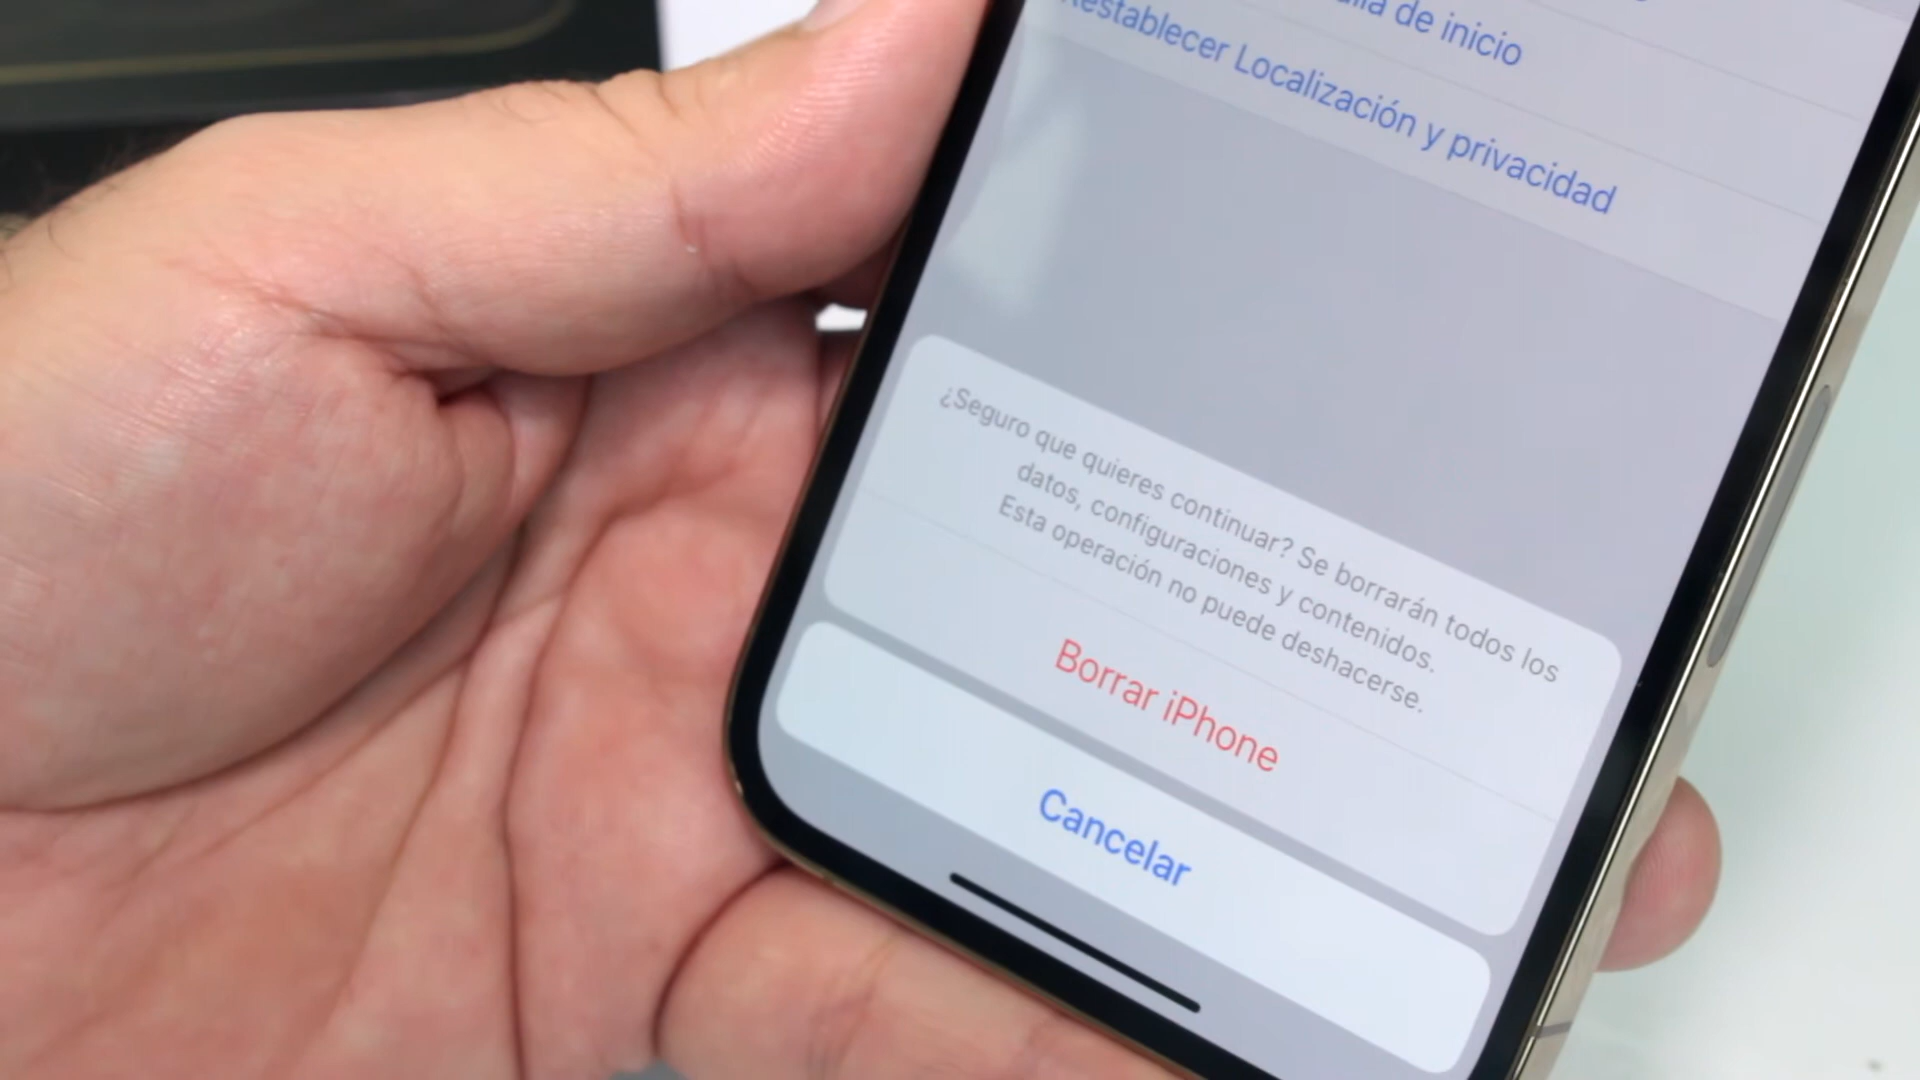 de inicio
Restablecer Localización y privacidad
¿Seguro que quieres continuar? Se borrarán todos los
datos, configuraciones y contenidos.
Esta operación no puede deshacerse.
Borrar iPhone
Cancelar